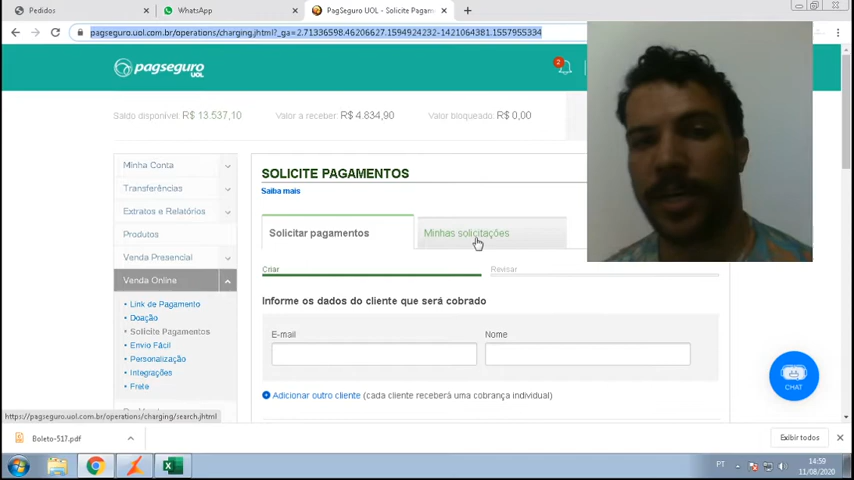 Pedidos
WhatsApp
PagSeguro UOL - Solicite Pagam
pagseguro.uol.com.br/operations/charging.jhtml?_ga=2.71336598.46206627.1594924232-1421064381.1557955334
pagseguro
UOL
2
Saldo disponível: R$ 13.537,10
Valor a receber: R$ 4.834,90
Valor bloqueado: R$ 0,00
Minha Conta
Transferências
Extratos e Relatórios
Produtos
Venda Presencial
Venda Online
Link de Pagamento
Doação
Solicite Pagamentos
Envio Fácil
Personalização
Integrações
Frete
SOLICITE PAGAMENTOS
Saiba mais
Solicitar pagamentos
Minhas solicitações
Criar
Revisar
Informe os dados do cliente que será cobrado
E-mail
Nome
Adicionar outro cliente (cada cliente receberá uma cobrança individual)
CHAT
https://pagseguro.uol.com.br/operations/charging/search.jhtml
Boleto-517.pdf
Exibir todos
PT
14:59
11/08/2020